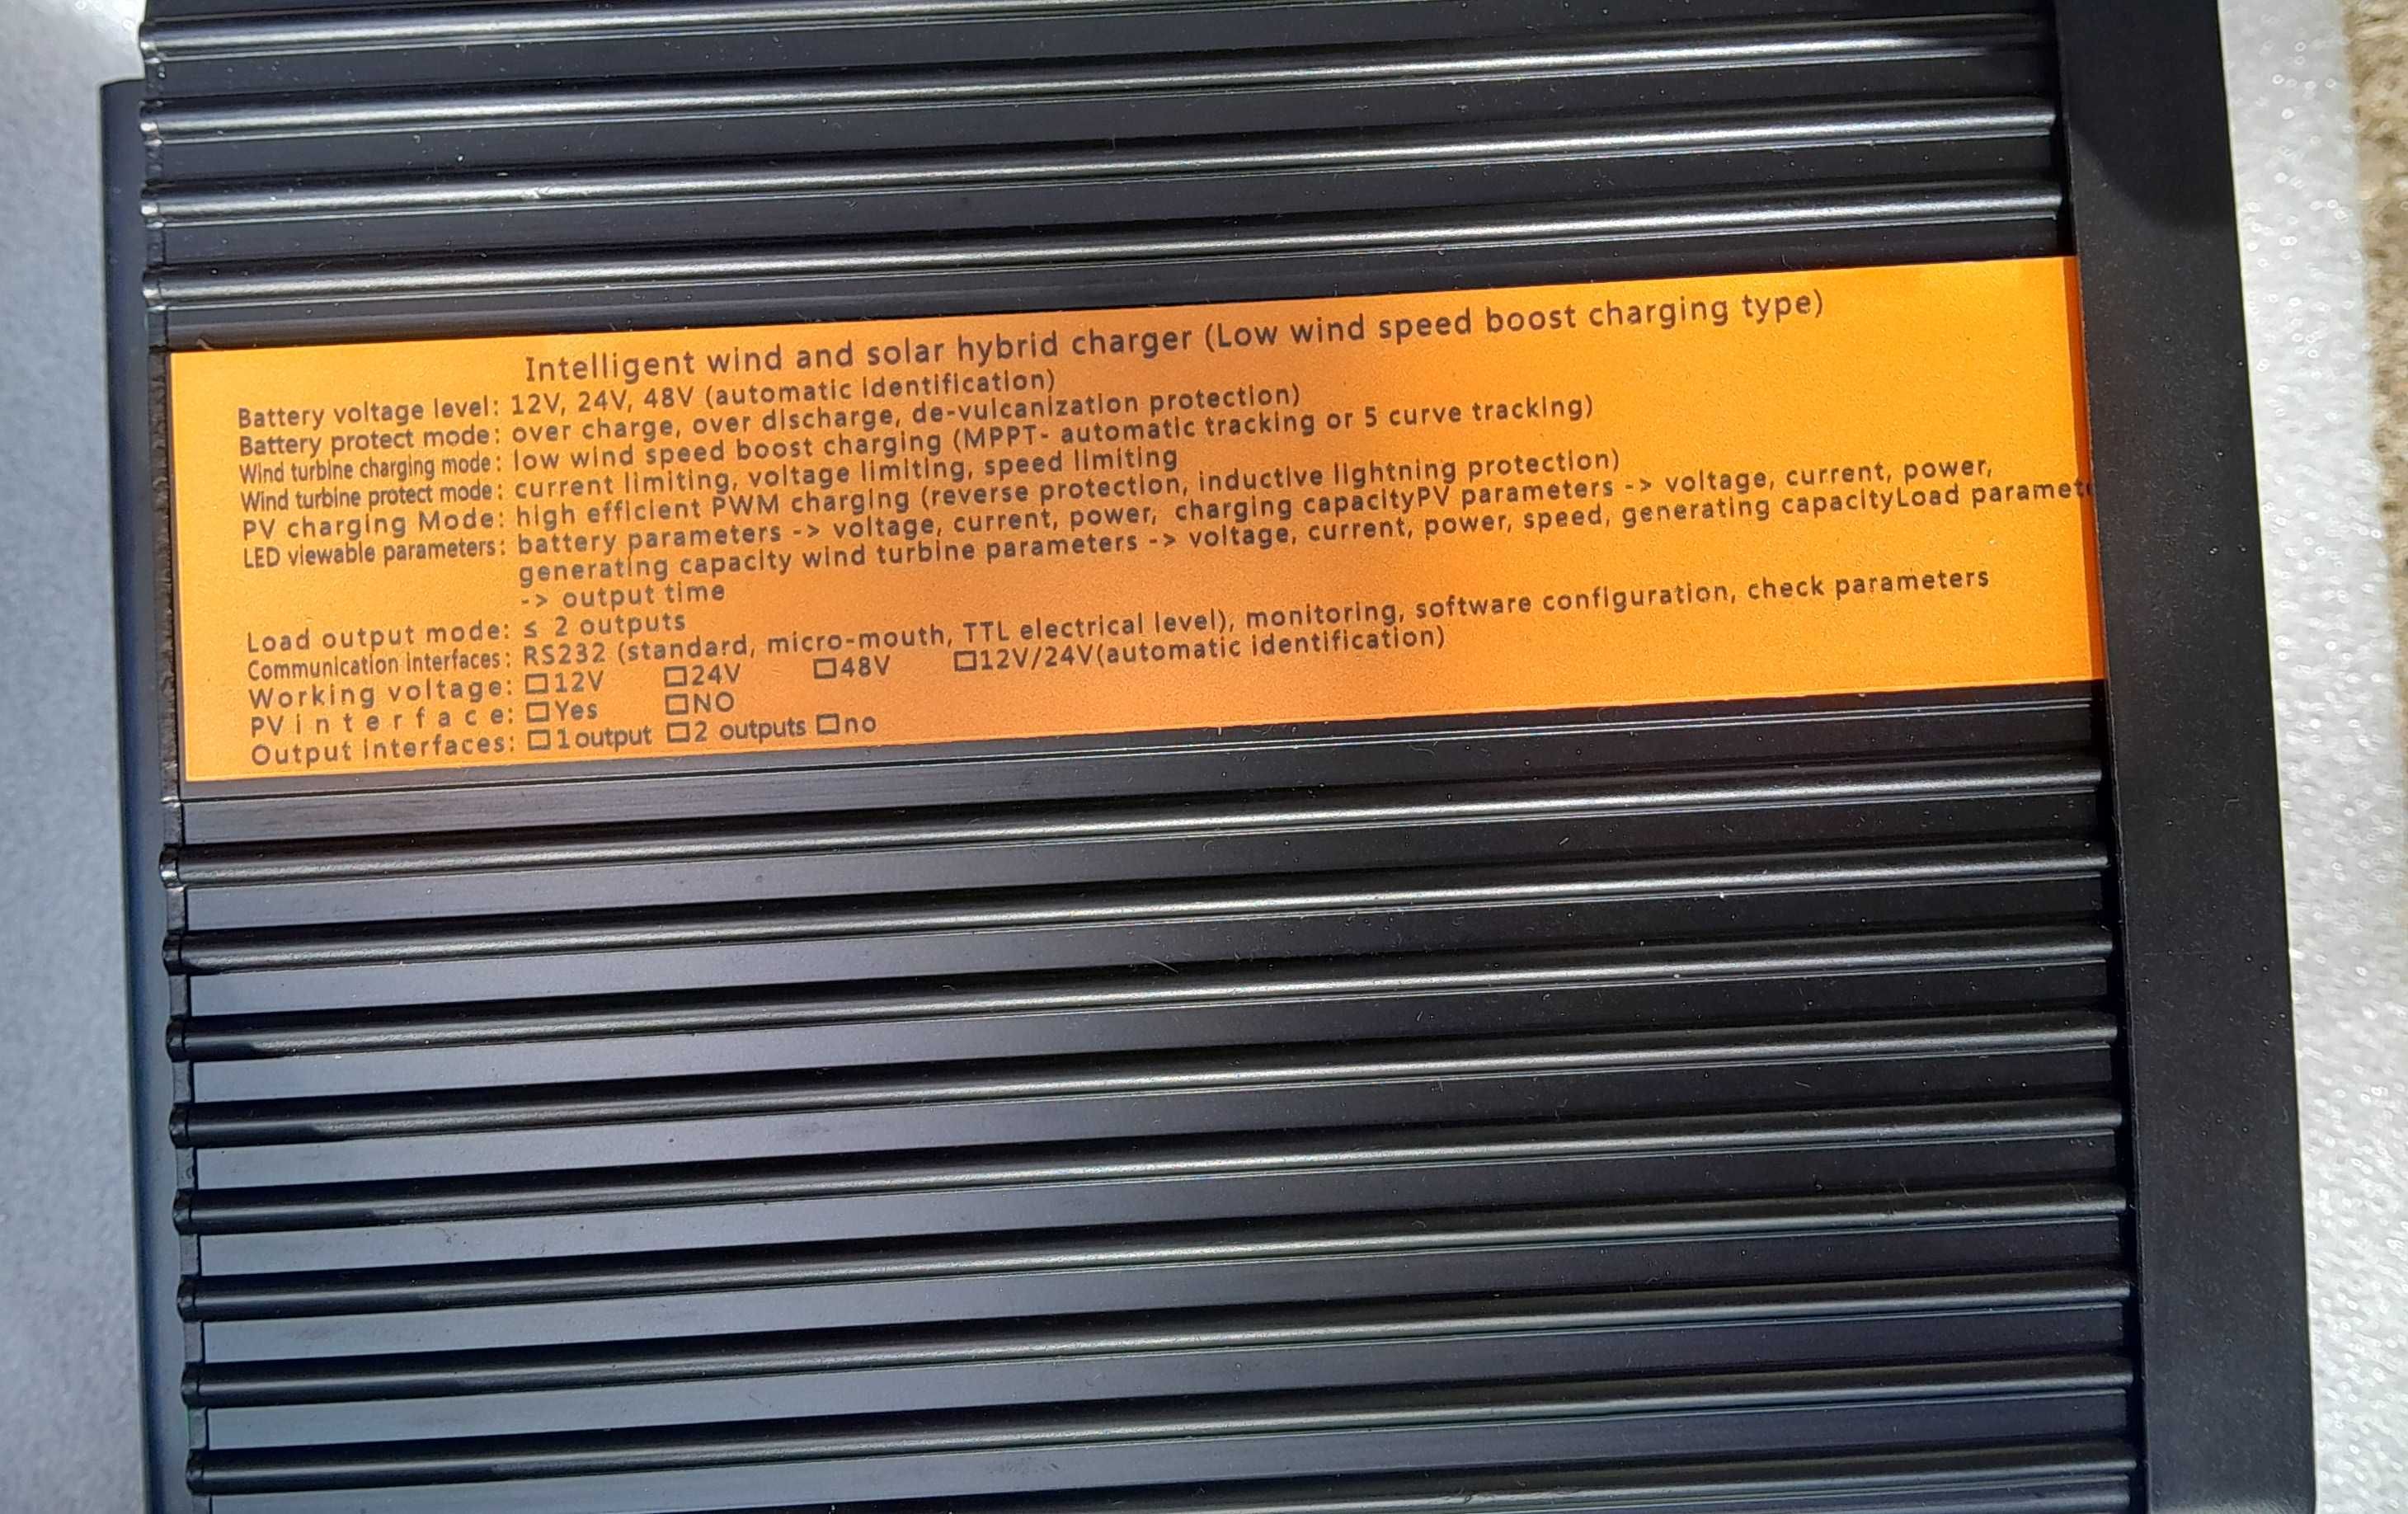 Intelligent wind and solar hybrid charger (Low wind speed boost charging type)
Battery voltage level: 12V, 24V, 48V (automatic identification)
Battery protect mode: over charge, over discharge, de-vulcanization protection)
Wind turbine charging mode: low wind speed boost charging (MPPT- automatic tracking or 5 curve tracking)
Wind turbine protect mode: current limiting, voltage limiting, speed limiting
PV charging Mode: high efficient PWM charging (reverse protection, inductive lightning protection)
LED viewable parameters: battery parameters -> voltage, current, power, charging capacityPV parameters -> voltage, current, power,
generating capacity wind turbine parameters -> voltage, current, power, speed, generating capacityLoad paramet
-> output time
Load output mode: ≤ 2 outputs
Communication interfaces: RS232 (standard, micro-mouth, TTL electrical level), monitoring, software configuration, check parameters
Working voltage: □12V □24V □48V □12V/24V(automatic identification)
PV i n t e r f a c e: □Yes □NO
Output interfaces: □1output □2 outputs □no